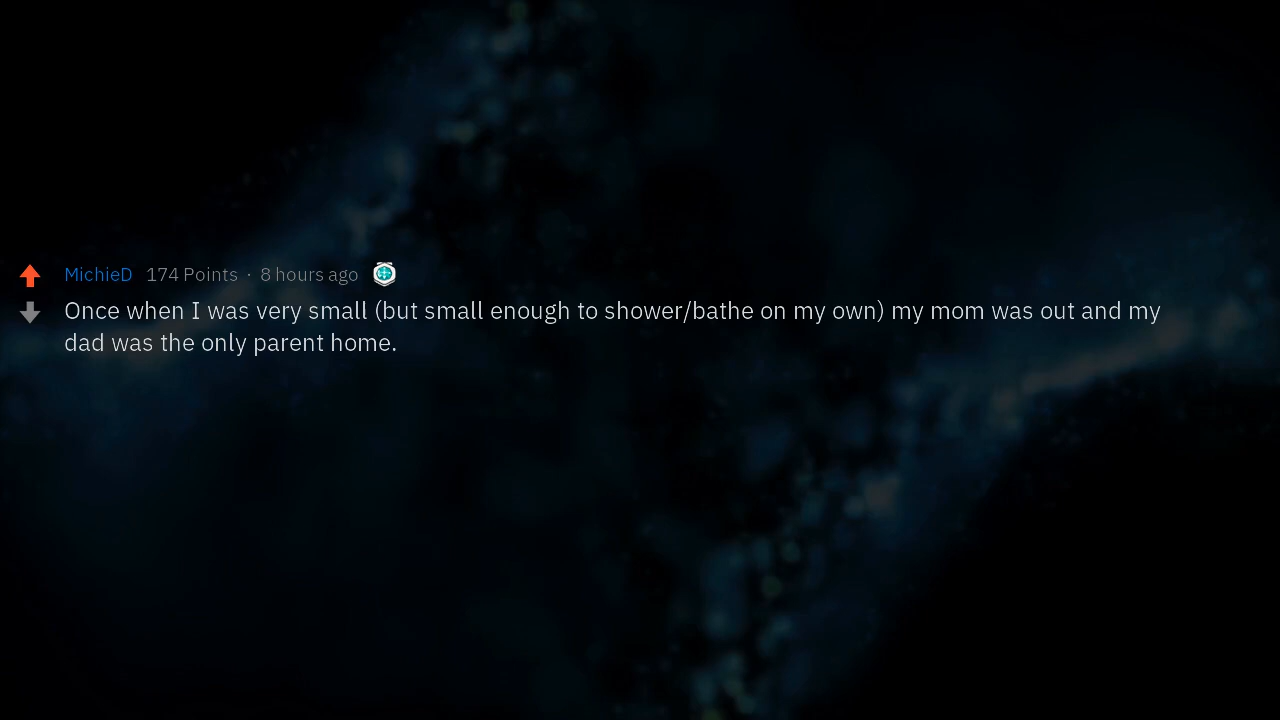 MichieD 174 Points · 8 hours ago
Once when I was very small (but small enough to shower/bathe on my own) my mom was out and my
dad was the only parent home.